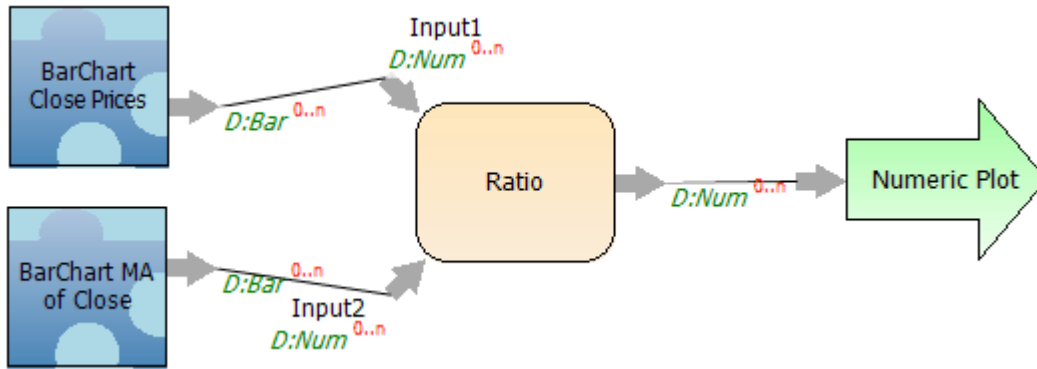 BarChart
Close Prices
D:Bar 0..n
Input1
D:Num 0..n
BarChart MA
of Close
D:Bar 0..n
Input2
D:Num 0..n
Ratio
D:Num 0..n
Numeric Plot